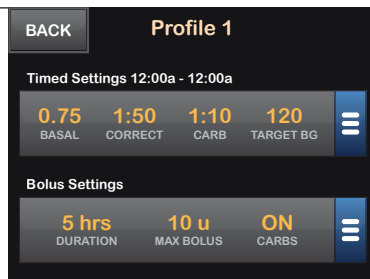 BACK Profile 1
Timed Settings 12:00a - 12:00a
0.75 1:50 1:10 120
BASAL CORRECT CARB TARGET BG
Bolus Settings
5 hrs 10 u ON
DURATION MAX BOLUS CARBS